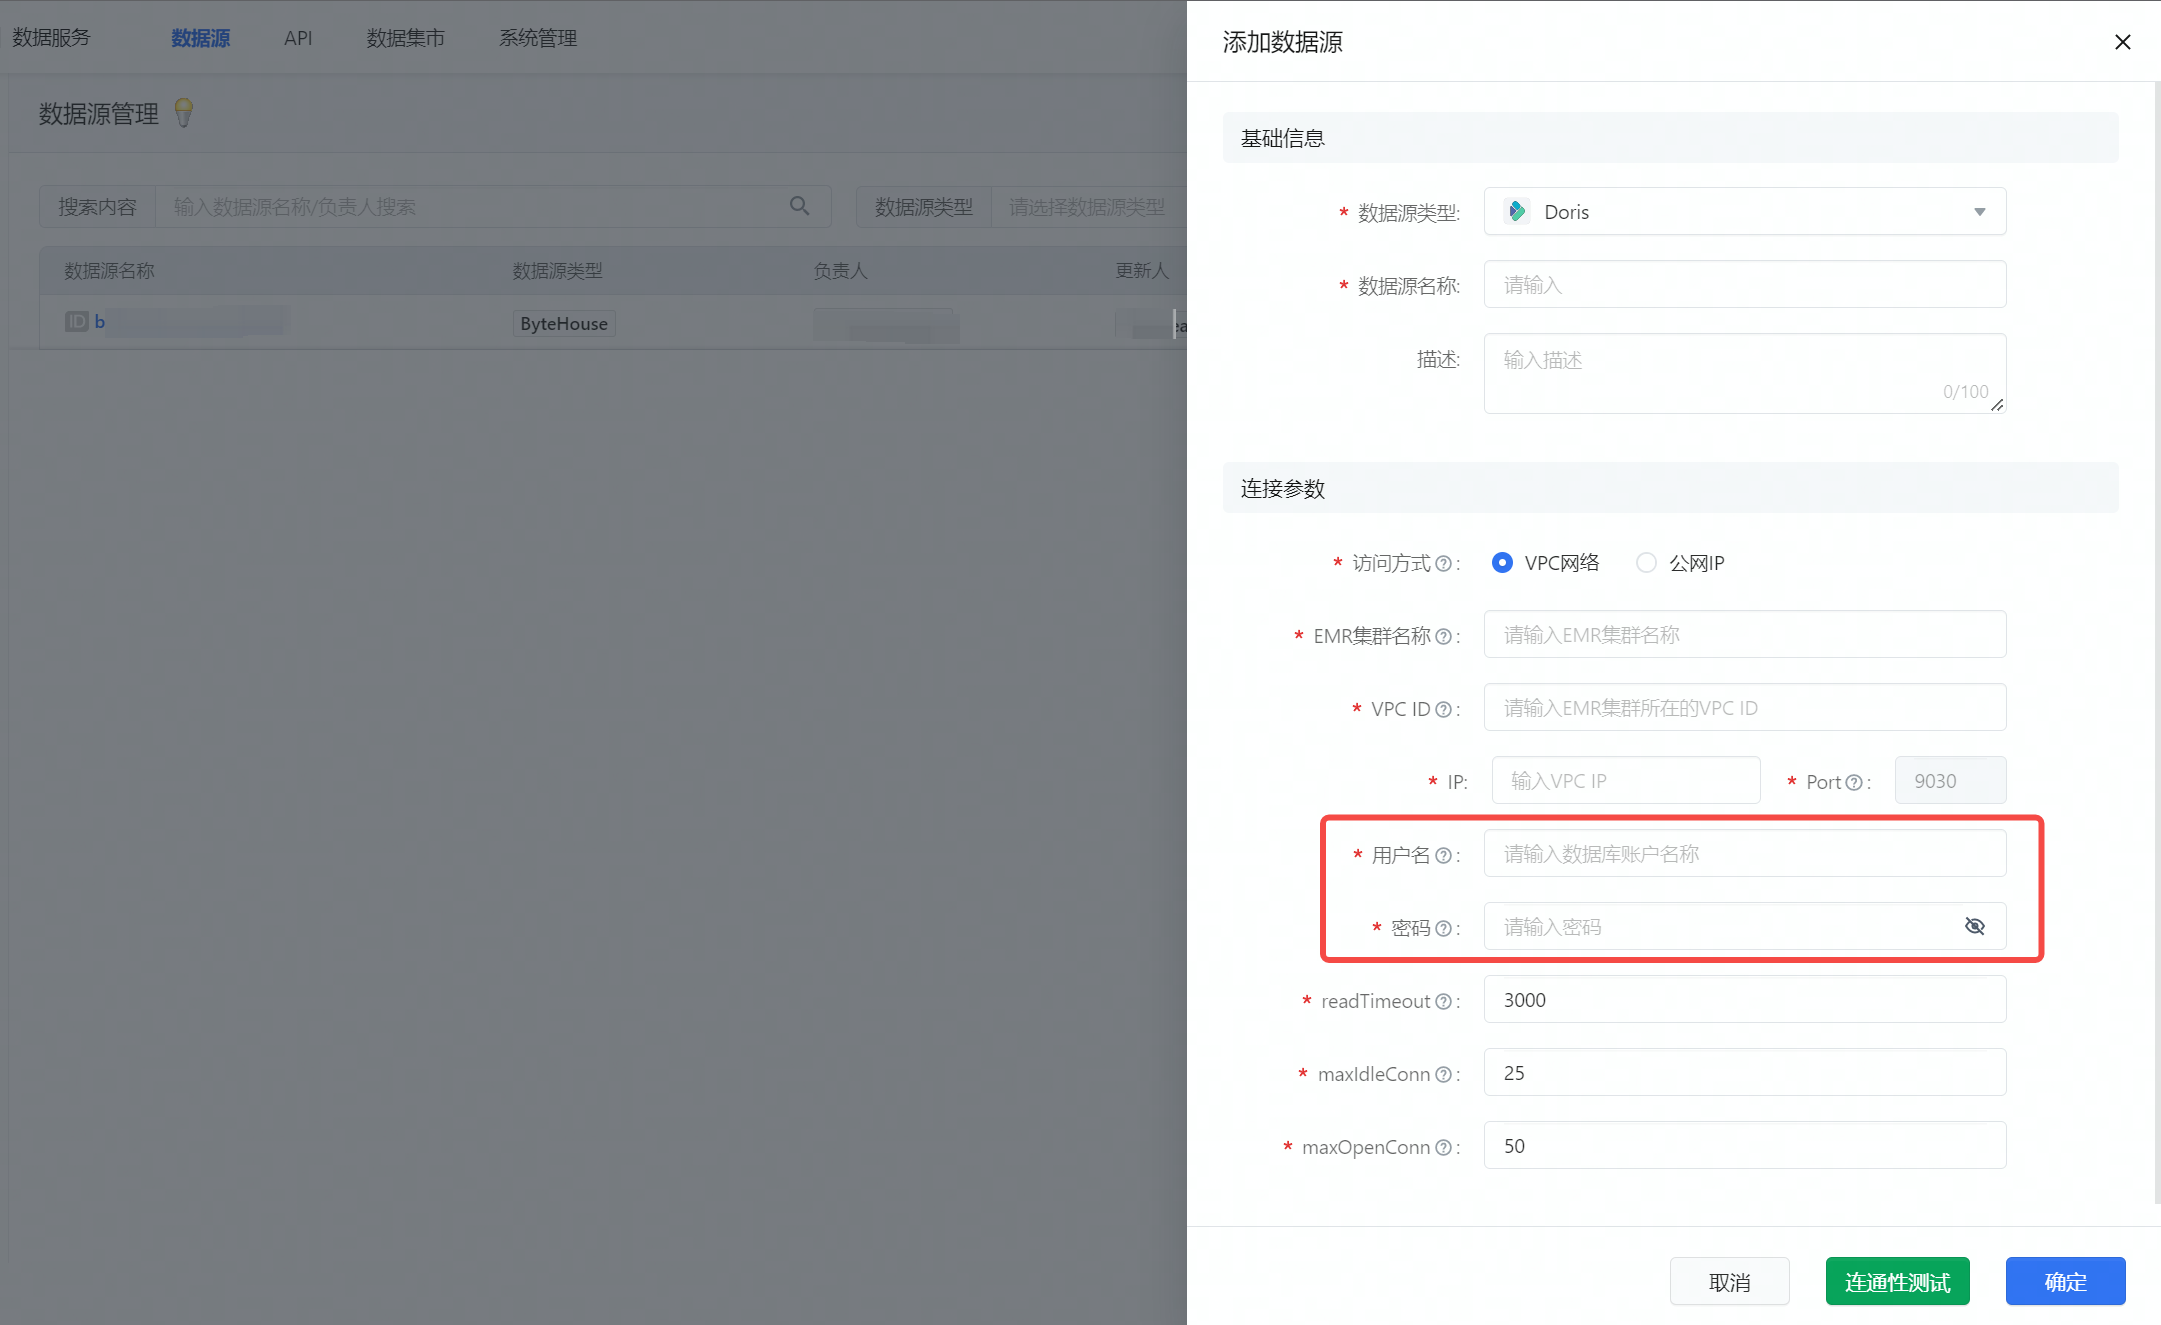 数据服务 数据源 API 数据集市 系统管理
数据源管理
搜索内容 输入数据源名称/负责人搜索 数据源类型 请选择数据源类型
数据源名称 数据源类型 负责人 更新人
ID b ByteHouse ea
添加数据源
基础信息
* 数据源类型: Doris
* 数据源名称: 请输入
描述: 输入描述
0/100
连接参数
* 访问方式 : VPC网络 公网IP
* EMR集群名称 : 请输入EMR集群名称
* VPC ID : 请输入EMR集群所在的VPC ID
* IP: 输入VPC IP * Port : 9030
* 用户名 : 请输入数据库账户名称
* 密码 : 请输入密码
* readTimeout : 3000
* maxIdleConn : 25
* maxOpenConn : 50
取消 连通性测试 确定